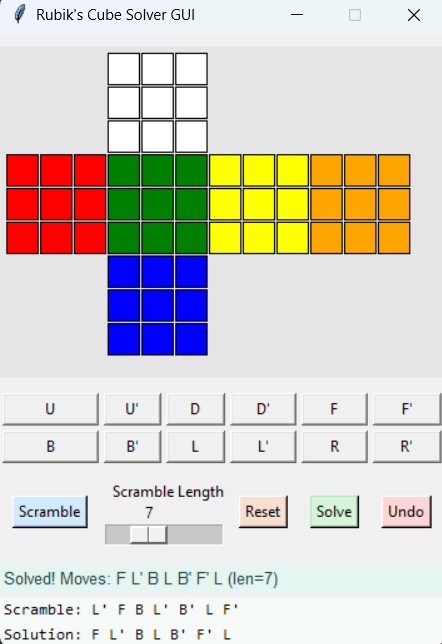 Rubik's Cube Solver GUI
U U' D D' F F'
B B' L L' R R'
Scramble Length
7
Scramble Reset Solve Undo
Solved! Moves: F L' B L B' F' L (len=7)
Scramble: L' F B L' B' L F'
Solution: F L' B L B' F' L